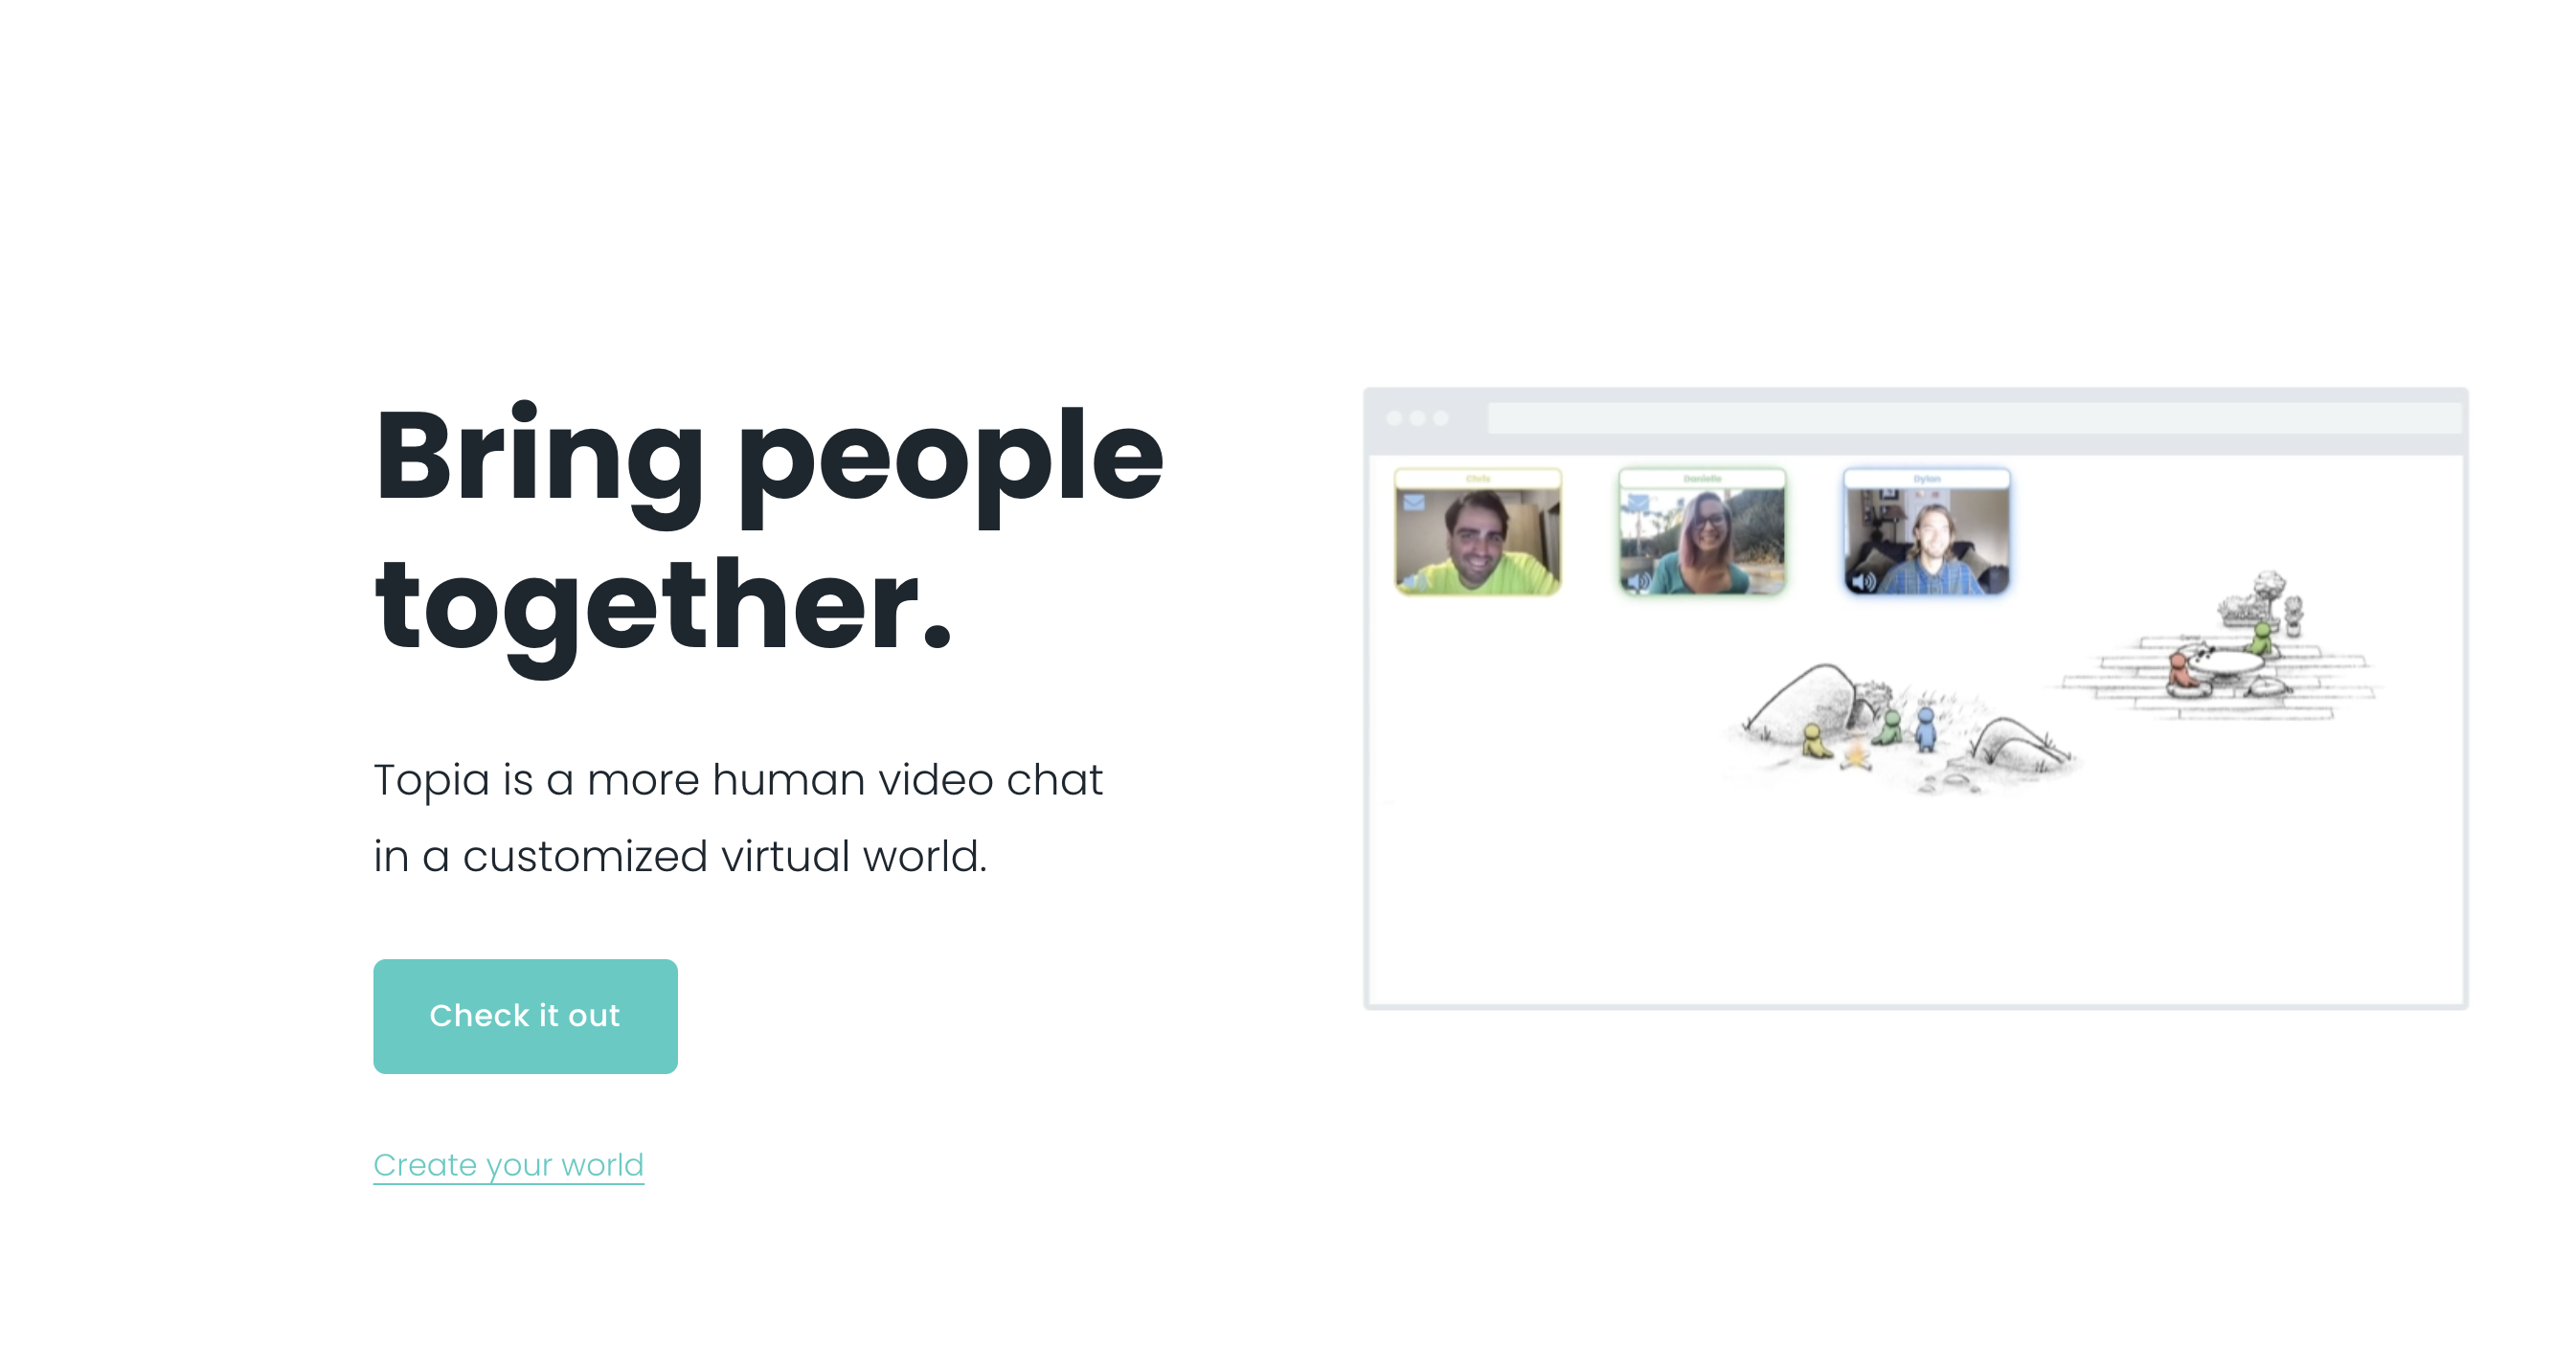 Bring people
together.
Topia is a more human video chat
in a customized virtual world.
Check it out
Create your world
Chris
Danielle
Dylan